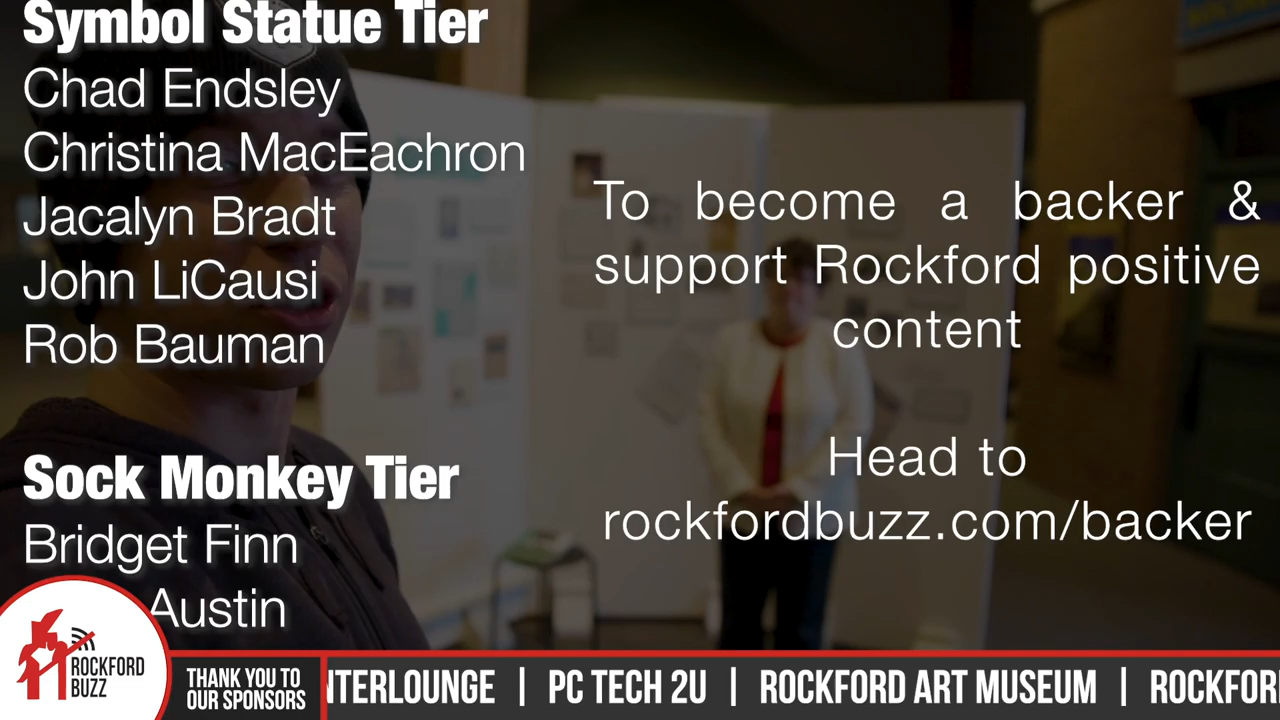 Symbol Statue Tier
Chad Endsley
Christina MacEachron
Jacalyn Bradt
John LiCausi
Rob Bauman
Sock Monkey Tier
Bridget Finn
Austin
To become a backer &
support Rockford positive
content
Head to
rockfordbuzz.com/backer
ROCKFORD
BUZZ
THANK YOU TO
OUR SPONSORS
NTERLOUNGE | PC TECH 2U | ROCKFORD ART MUSEUM | ROCKFOR